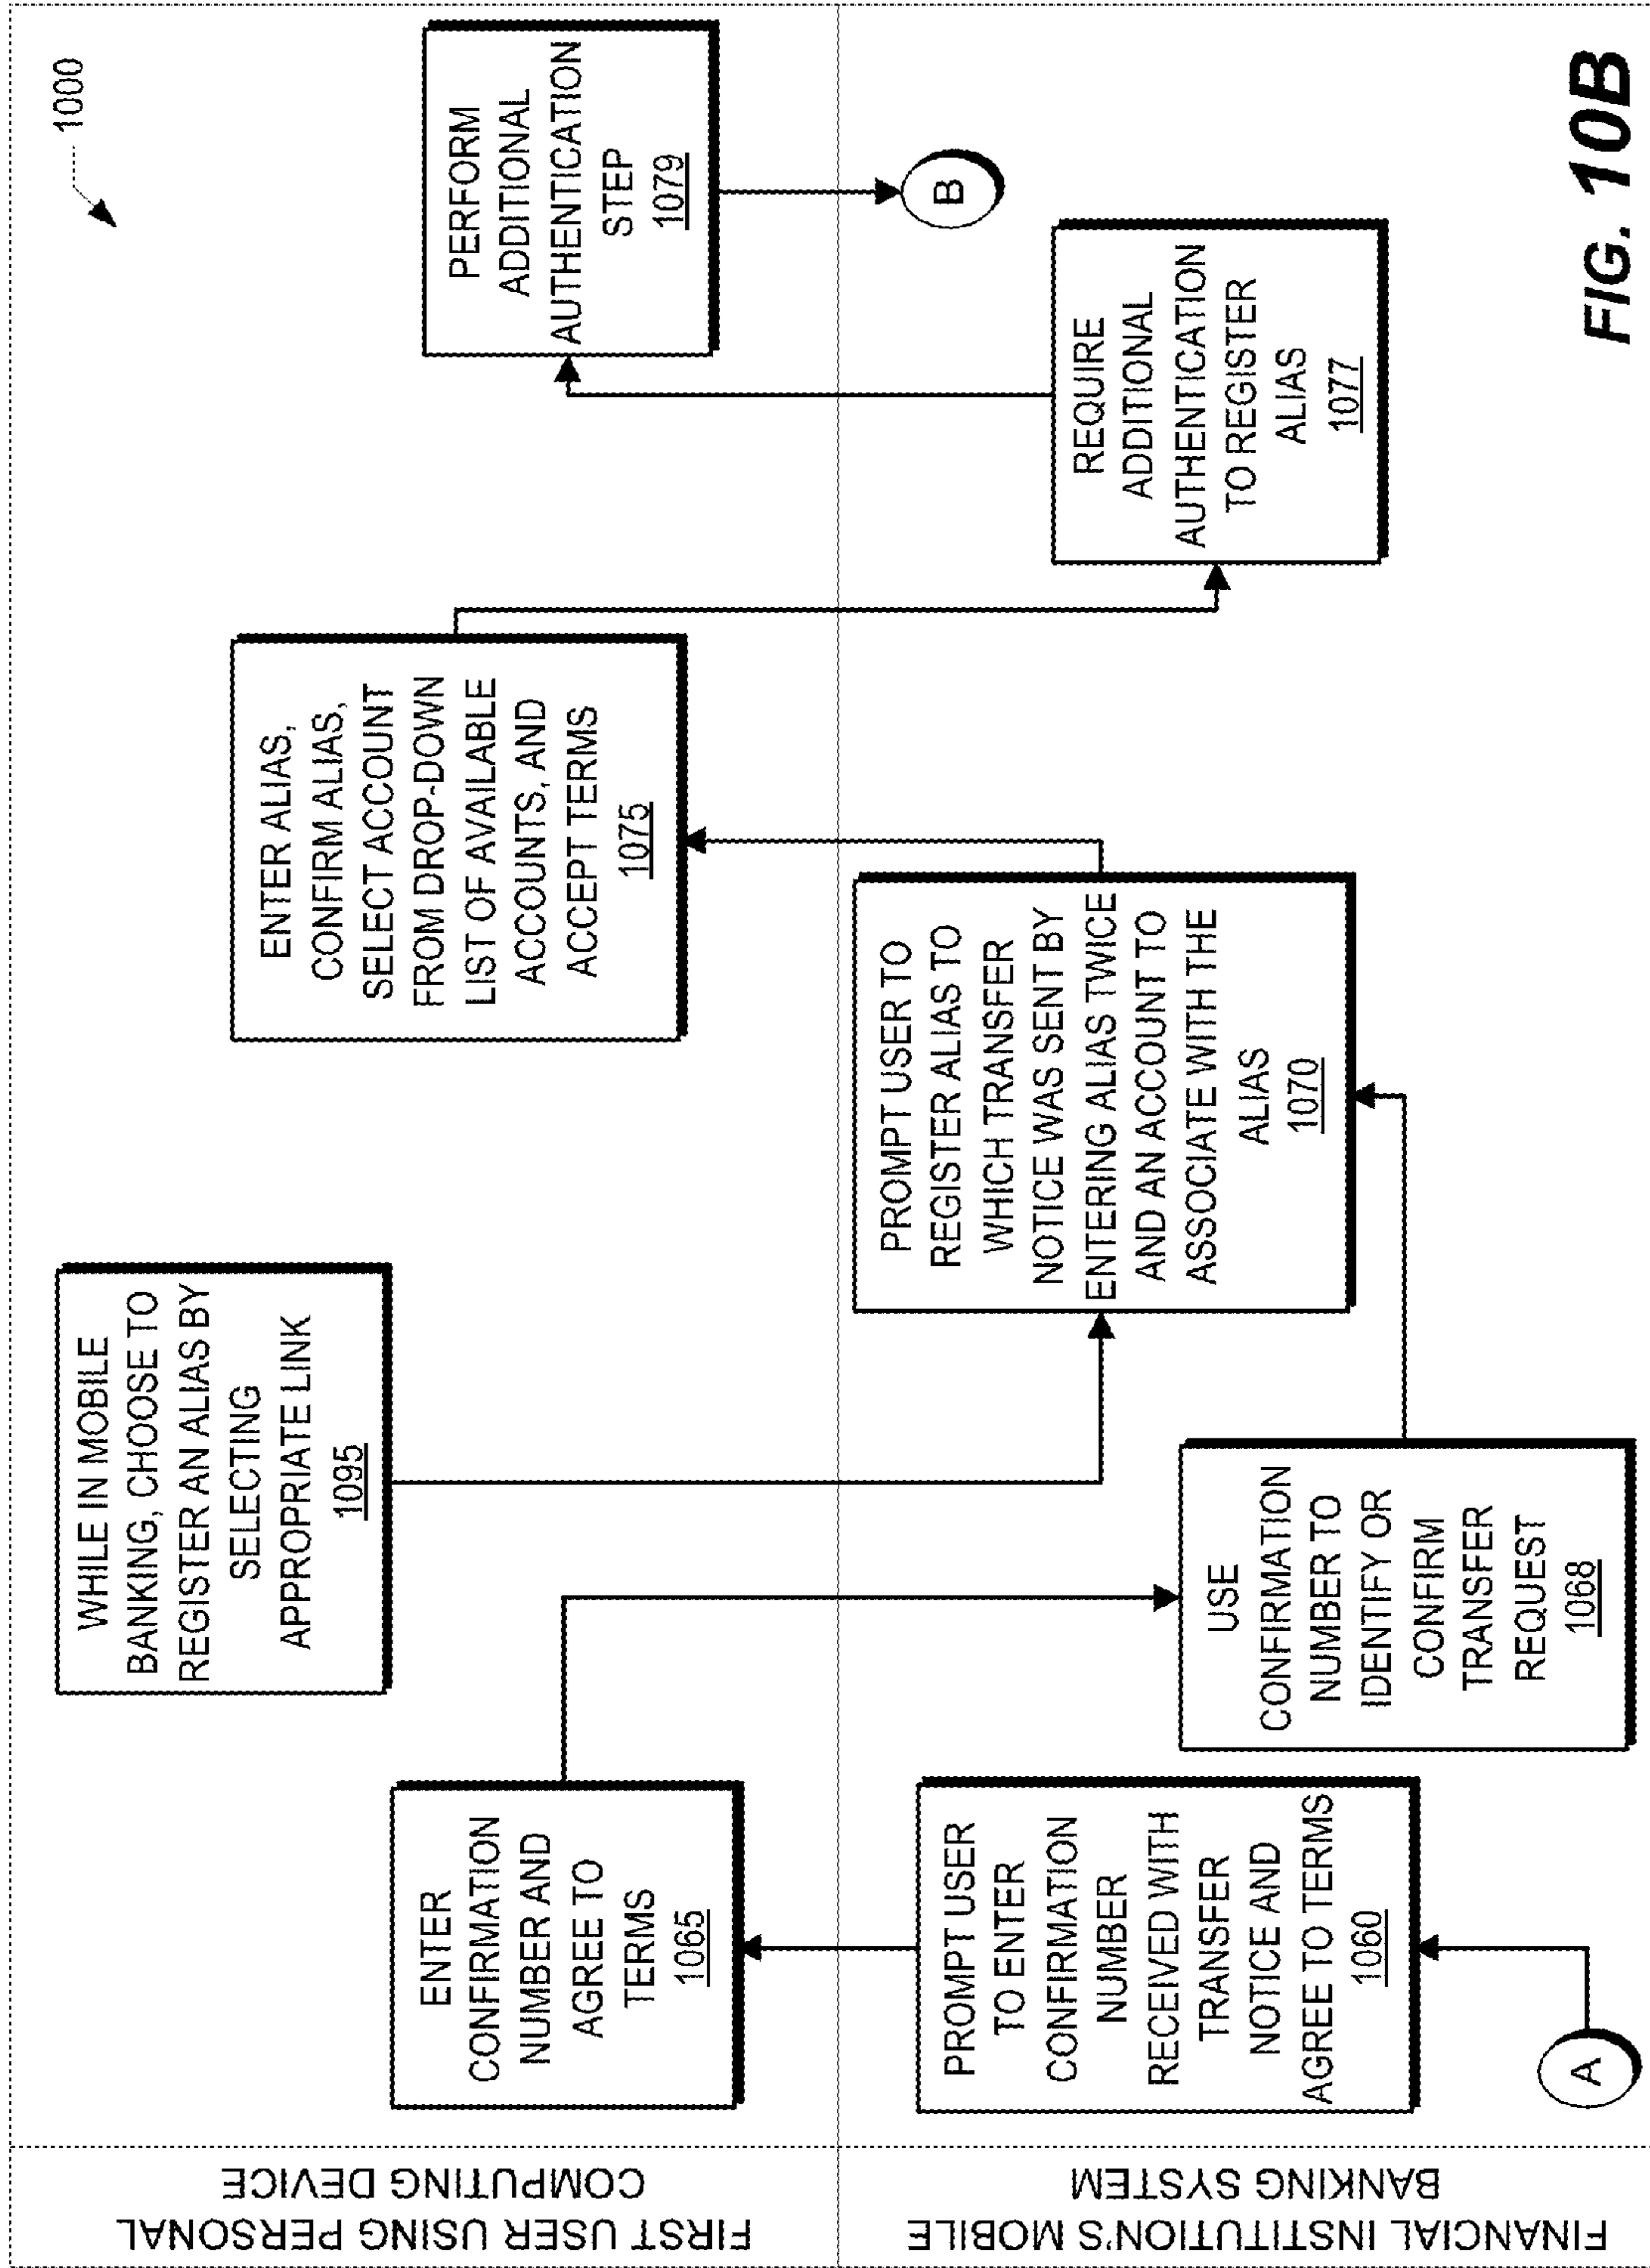 1000
FIRST USER USING PERSONAL
COMPUTING DEVICE
ENTER
CONFIRMATION
NUMBER AND
AGREE TO
TERMS
1065
WHILE IN MOBILE
BANKING, CHOOSE TO
REGISTER AN ALIAS BY
SELECTING
APPROPRIATE LINK
1095
ENTER ALIAS,
CONFIRM ALIAS,
SELECT ACCOUNT
FROM DROP-DOWN
LIST OF AVAILABLE
ACCOUNTS, AND
ACCEPT TERMS
1075
PERFORM
ADDITIONAL
AUTHENTICATION
STEP
1079
FINANCIAL INSTITUTION'S MOBILE
BANKING SYSTEM
A
PROMPT USER
TO ENTER
CONFIRMATION
NUMBER
RECEIVED WITH
TRANSFER
NOTICE AND
AGREE TO TERMS
1060
USE
CONFIRMATION
NUMBER TO
IDENTIFY OR
CONFIRM
TRANSFER
REQUEST
1068
PROMPT USER TO
REGISTER ALIAS TO
WHICH TRANSFER
NOTICE WAS SENT BY
ENTERING ALIAS TWICE
AND AN ACCOUNT TO
ASSOCIATE WITH THE
ALIAS
1070
REQUIRE
ADDITIONAL
AUTHENTICATION
TO REGISTER
ALIAS
1077
B
FIG. 10B